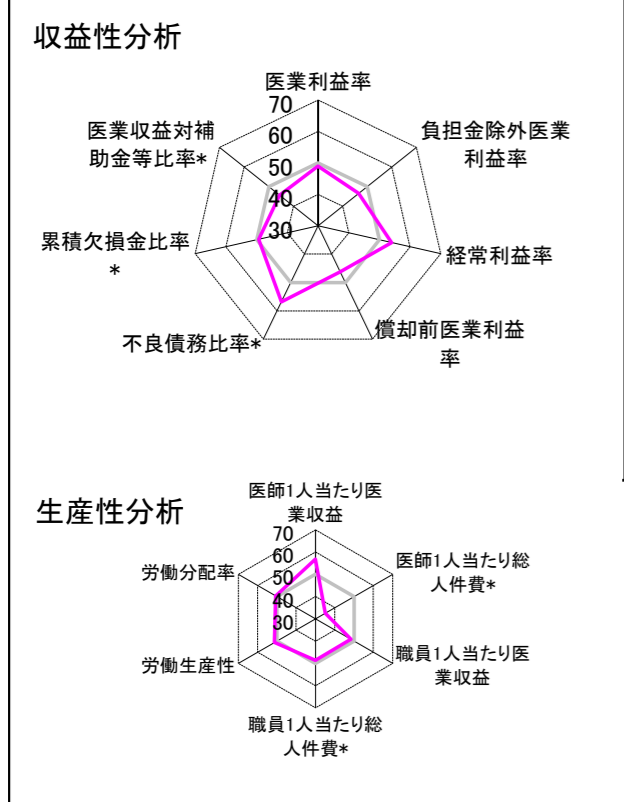 収益性分析
医業利益率
70
60
50
40
30
負担金除外医業
利益率
経常利益率
償却前医業利益
率
不良債務比率*
累積欠損金比率
*
医業収益対補
助金等比率*
生産性分析
医師1人当たり医
業収益
70
60
50
40
30
医師1人当たり総
人件費*
職員1人当たり医
業収益
職員1人当たり総
人件費*
労働生産性
労働分配率